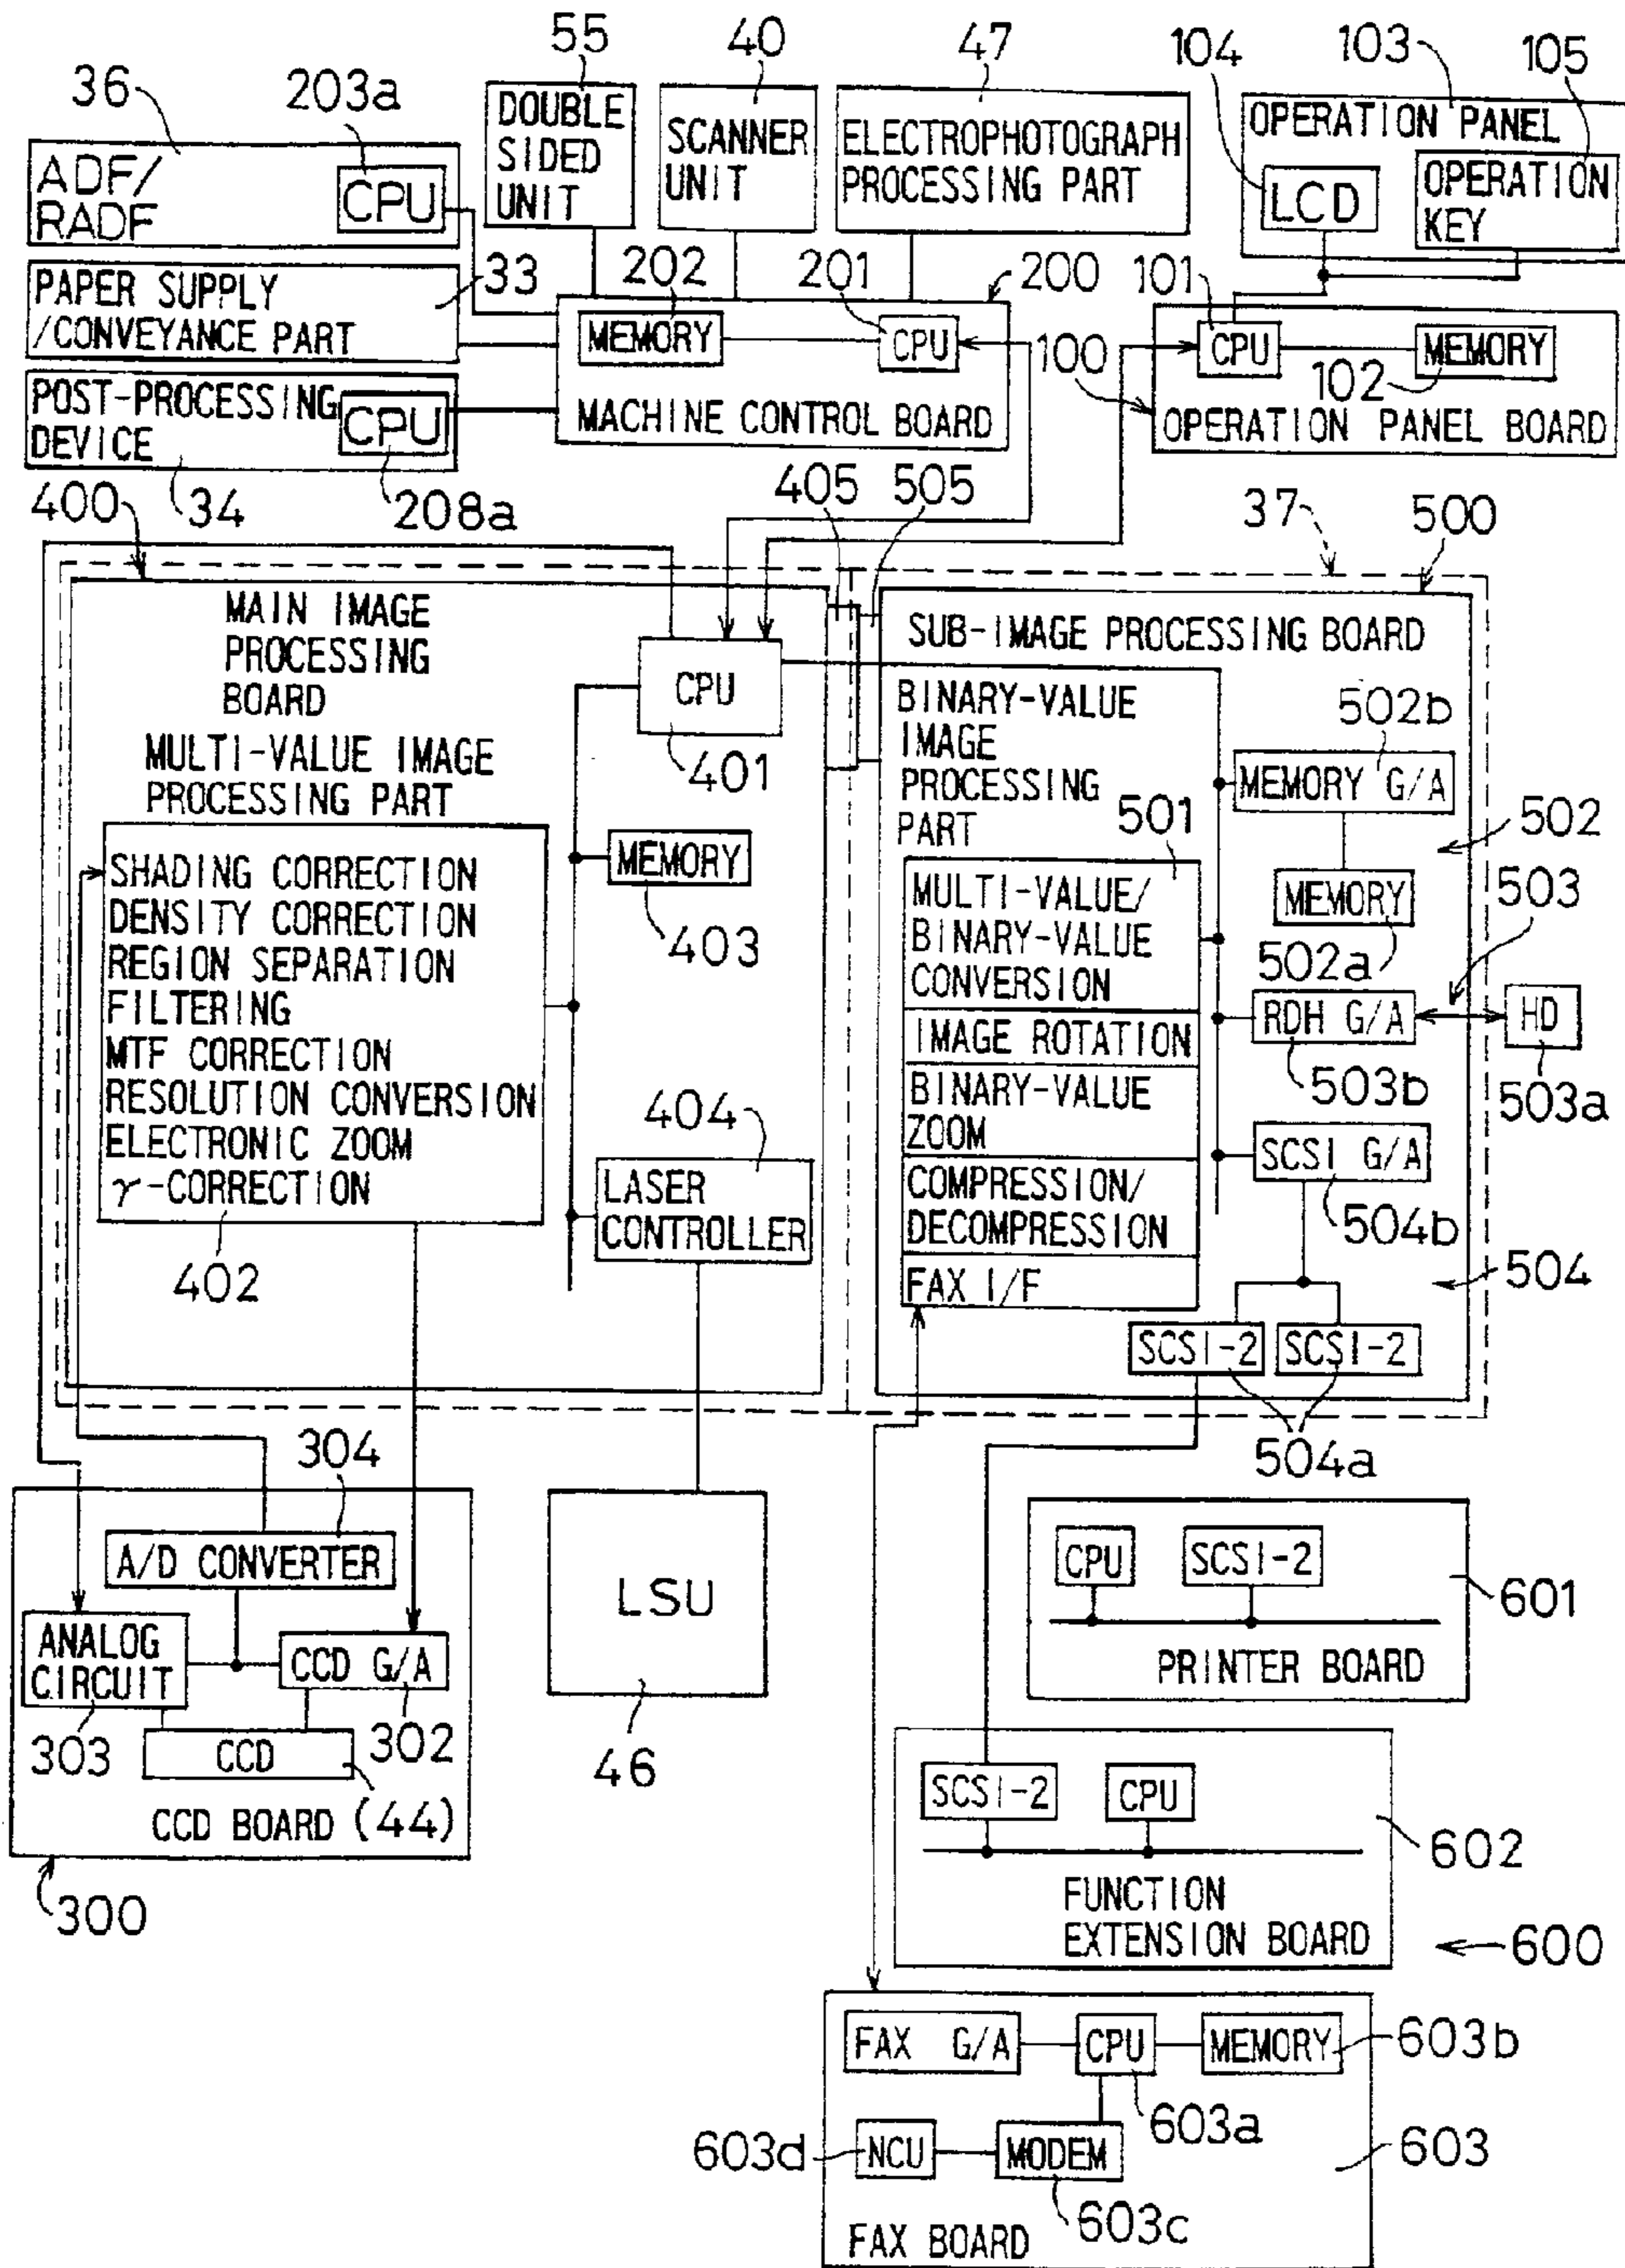 55
40
47
104
103
105
36
203a
DOUBLE
SIDED
UNIT
SCANNER
UNIT
ELECTROPHOTOGRAPH
PROCESSING PART
OPERATION PANEL
LCD
OPERATION
KEY
ADF/
RADF
CPU
PAPER SUPPLY
/CONVEYANCE PART
33
202
201
200
MEMORY
CPU
MACHINE CONTROL BOARD
101
100
CPU
MEMORY
102
OPERATION PANEL BOARD
POST-PROCESSING
DEVICE
CPU
34
208a
400
405
505
37
500
MAIN IMAGE
PROCESSING
BOARD
CPU
401
MULTI-VALUE IMAGE
PROCESSING PART
SHADING CORRECTION
DENSITY CORRECTION
REGION SEPARATION
FILTERING
MTF CORRECTION
RESOLUTION CONVERSION
ELECTRONIC ZOOM
γ-CORRECTION
402
MEMORY
403
404
LASER
CONTROLLER
SUB-IMAGE PROCESSING BOARD
BINARY-VALUE
IMAGE
PROCESSING
PART
501
MULTI-VALUE/
BINARY-VALUE
CONVERSION
IMAGE ROTATION
BINARY-VALUE
ZOOM
COMPRESSION/
DECOMPRESSION
FAX I/F
502b
MEMORY G/A
502
MEMORY
502a
503
RDH G/A
HD
503b
503a
SCSI G/A
504b
504
SCSI-2
SCSI-2
504a
304
A/D CONVERTER
ANALOG
CIRCUIT
CCD G/A
303
CCD
302
CCD BOARD (44)
300
LSU
46
CPU
SCSI-2
601
PRINTER BOARD
SCSI-2
CPU
602
FUNCTION
EXTENSION BOARD
600
FAX G/A
CPU
MEMORY
603b
603a
603d
NCU
MODEM
603
603c
FAX BOARD